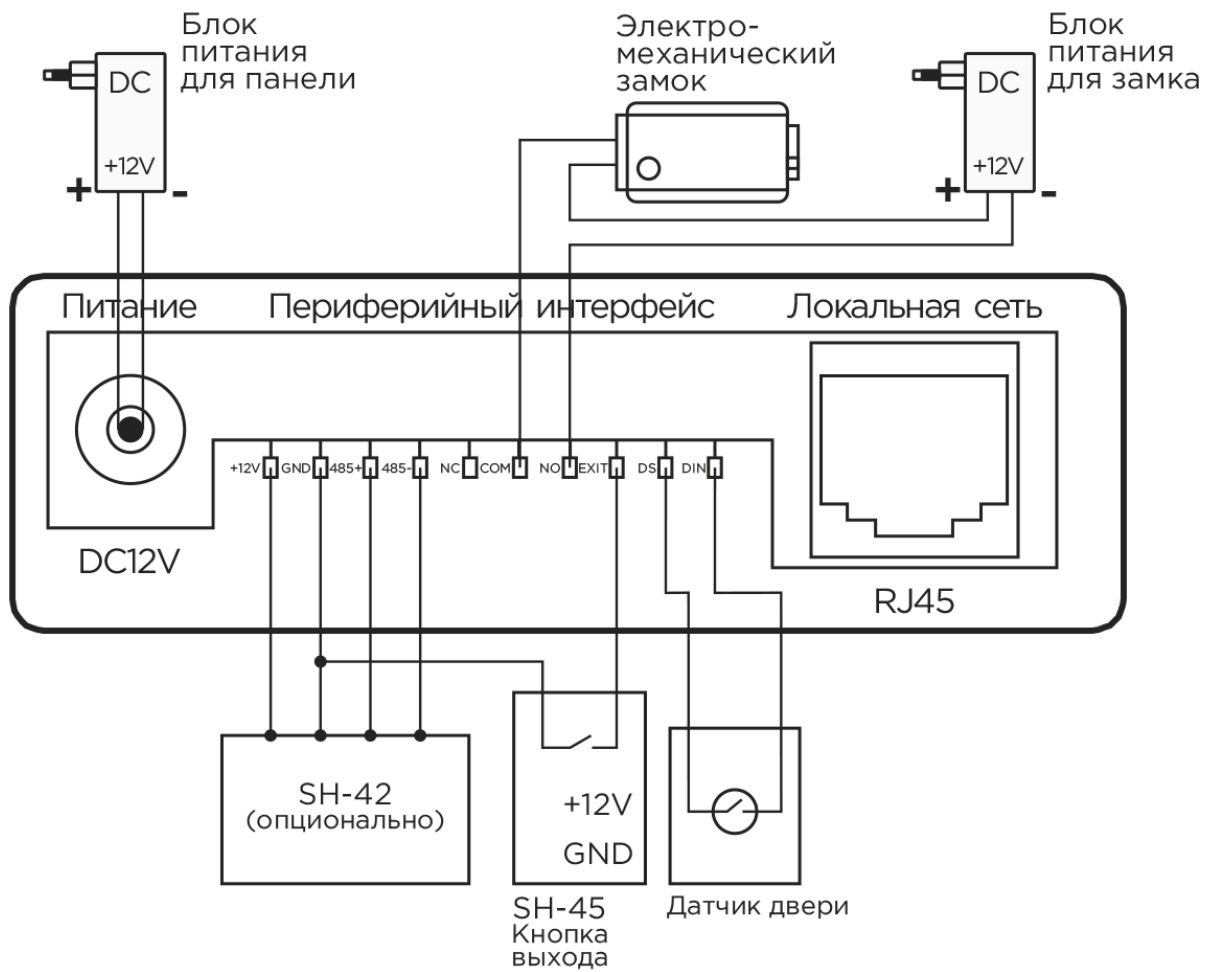 Блок
питания
для панели
DC
+12V
+
-
Электро-
механический
замок
Блок
питания
для замка
DC
+12V
+
-
Питание
Периферийный интерфейс
Локальная сеть
+12V GND 485+ 485- NC COM NO EXIT DS DIN
DC12V
RJ45
SH-42
(опционально)
+12V
GND
SH-45
Кнопка
выхода
Датчик двери